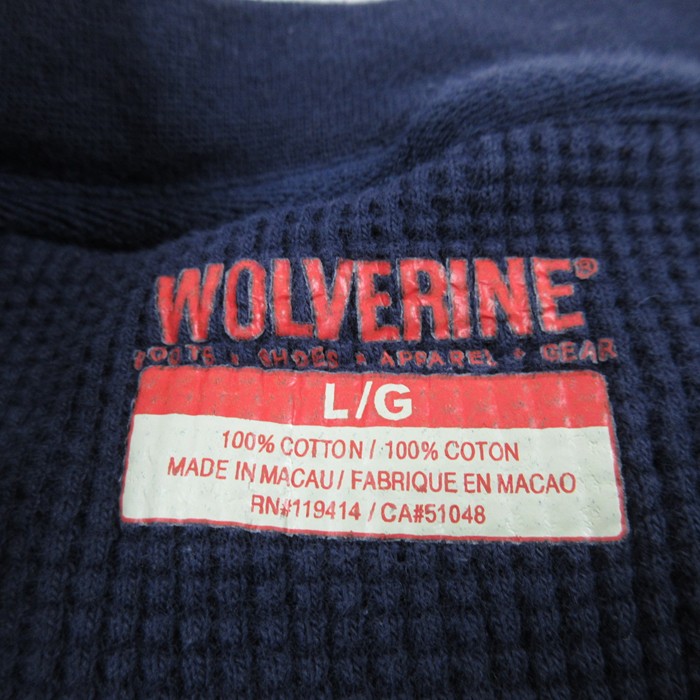 WOLVERINE®
BOOTS • SHOES • APPAREL • GEAR
L/G
100% COTTON / 100% COTON
MADE IN MACAU / FABRIQUE EN MACAO
RN#119414 / CA#51048